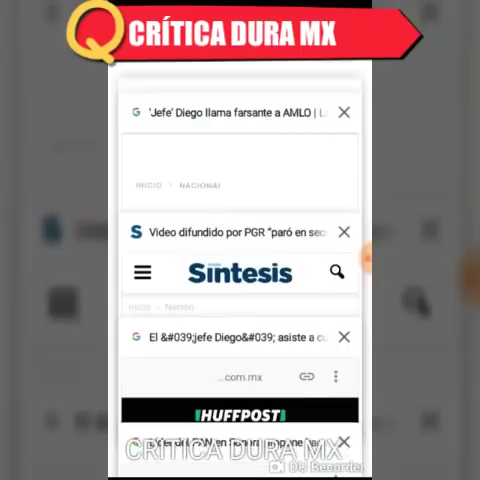 CRÍTICA DURA MX
'Jefe' Diego llama farsante a AMLO | L
INICIO > NACIONAL
S Video difundido por PGR "paró en sec
Síntesis
Inicio > Nación
El &#039;jefe Diego&#039; asiste a cu
...com.mx
HUFFPOST
CRÍTICA DURA MX
DU Recorder